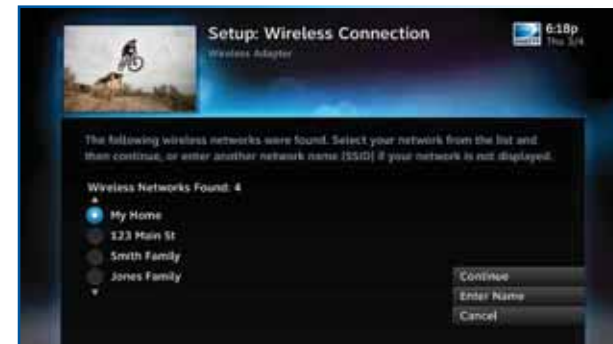 Setup: Wireless Connection
Wireless Adapter
6:18p
Thu 3/4
The following wireless networks were found. Select your network from the list and
then continue, or enter another network name (SSID) if your network is not displayed.
Wireless Networks Found: 4
My Home
123 Main St
Smith Family
Jones Family
Continue
Enter Name
Cancel